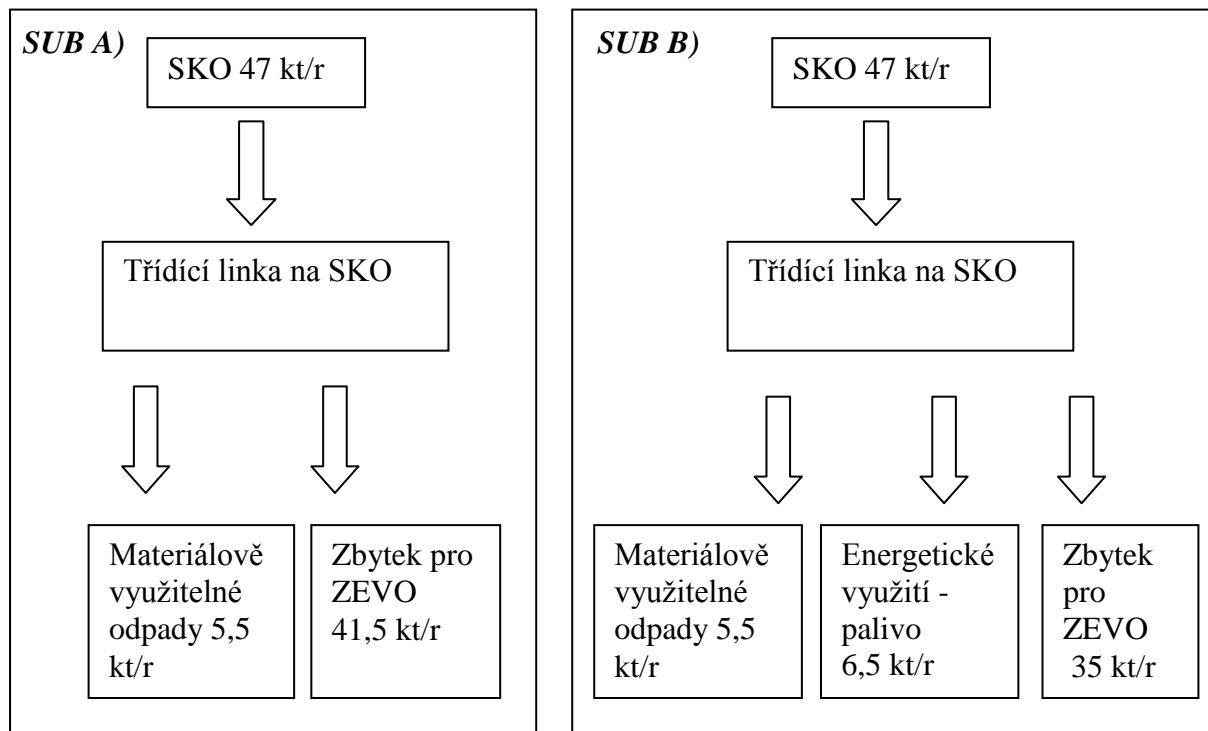 SUB A)
SKO 47 kt/r
Třídící linka na SKO
Materiálově
využitelné
odpady 5,5
kt/r
Zbytek pro
ZEVO
41,5 kt/r
SUB B)
SKO 47 kt/r
Třídící linka na SKO
Materiálově
využitelné
odpady 5,5
kt/r
Energetické
využití -
palivo
6,5 kt/r
Zbytek
pro
ZEVO
35 kt/r